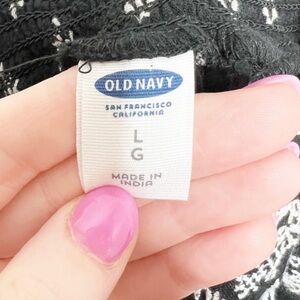 OLD NAVY
SAN FRANCISCO
CALIFORNIA
L
G
MADE IN
INDIA